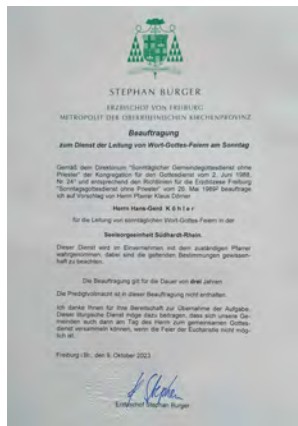 STEPHAN BURGER
ERZBISCHOF VON FREIBURG
METROPOLIT DER OBERRHEINISCHEN KIRCHENPROVINZ
Beauftragung
zum Dienst der Leitung von Wort-Gottes-Feiern am Sonntag
Gemäß dem Direktorium "Sonntäglicher Gemeindegottesdienst ohne
Priester" der Kongregation für den Gottesdienst vom 2. Juni 1988,
Nr. 24 und entsprechend den Richtlinien für die Erzdiözese Freiburg
"Sonntagsgottesdienst ohne Priester" vom 26. Mai beauftrage
ich auf Vorschlag von Herrn Pfarrer Klaus Dörner
Herrn Hans-Gerd Köhler
für die Leitung von sonntäglichen Wort-Gottes-Feiern in der
Seelsorgeeinheit Südhardt-Rhein.
Dieser Dienst wird im Einvernehmen mit dem zuständigen Pfarrer
wahrgenommen, dabei sind die geltenden Bestimmungen gewissen-
haft zu beachten.
Die Beauftragung gilt für die Dauer von drei Jahren
Die Predigtvollmacht ist in dieser Beauftragung nicht enthalten.
Ich danke Ihnen für Ihre Bereitschaft zur Übernahme der Aufgabe.
Dieser liturgische Dienst möge dazu beitragen, dass sich unsere Ge-
meinden auch dann am Tag des Herrn zum gemeinsamen Gottes-
dienst versammeln können, wenn die Feier der Eucharistie nicht mög-
lich ist.
Freiburg i.Br., den 9. Oktober 2023
Stephan
Erzbischof Stephan Burger